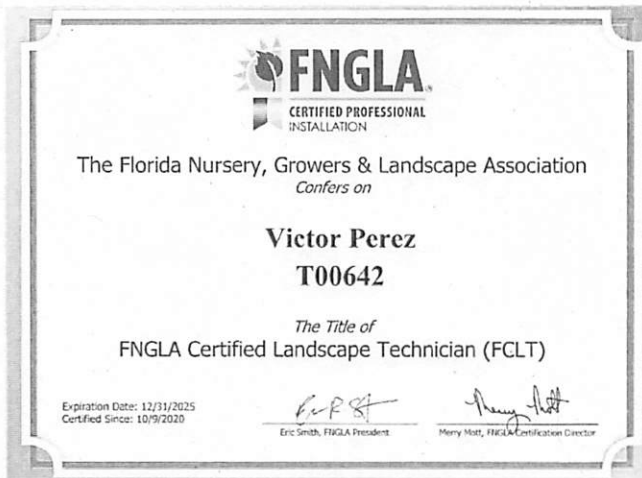 FNGLA
CERTIFIED PROFESSIONAL
INSTALLATION
The Florida Nursery, Growers & Landscape Association
Confers on
Victor Perez
T00642
The Title of
FNGLA Certified Landscape Technician (FCLT)
Expiration Date: 12/31/2025
Certified Since: 10/9/2020
Eric Smith, FNGLA President
Merry Mott, FNGLA Certification Director